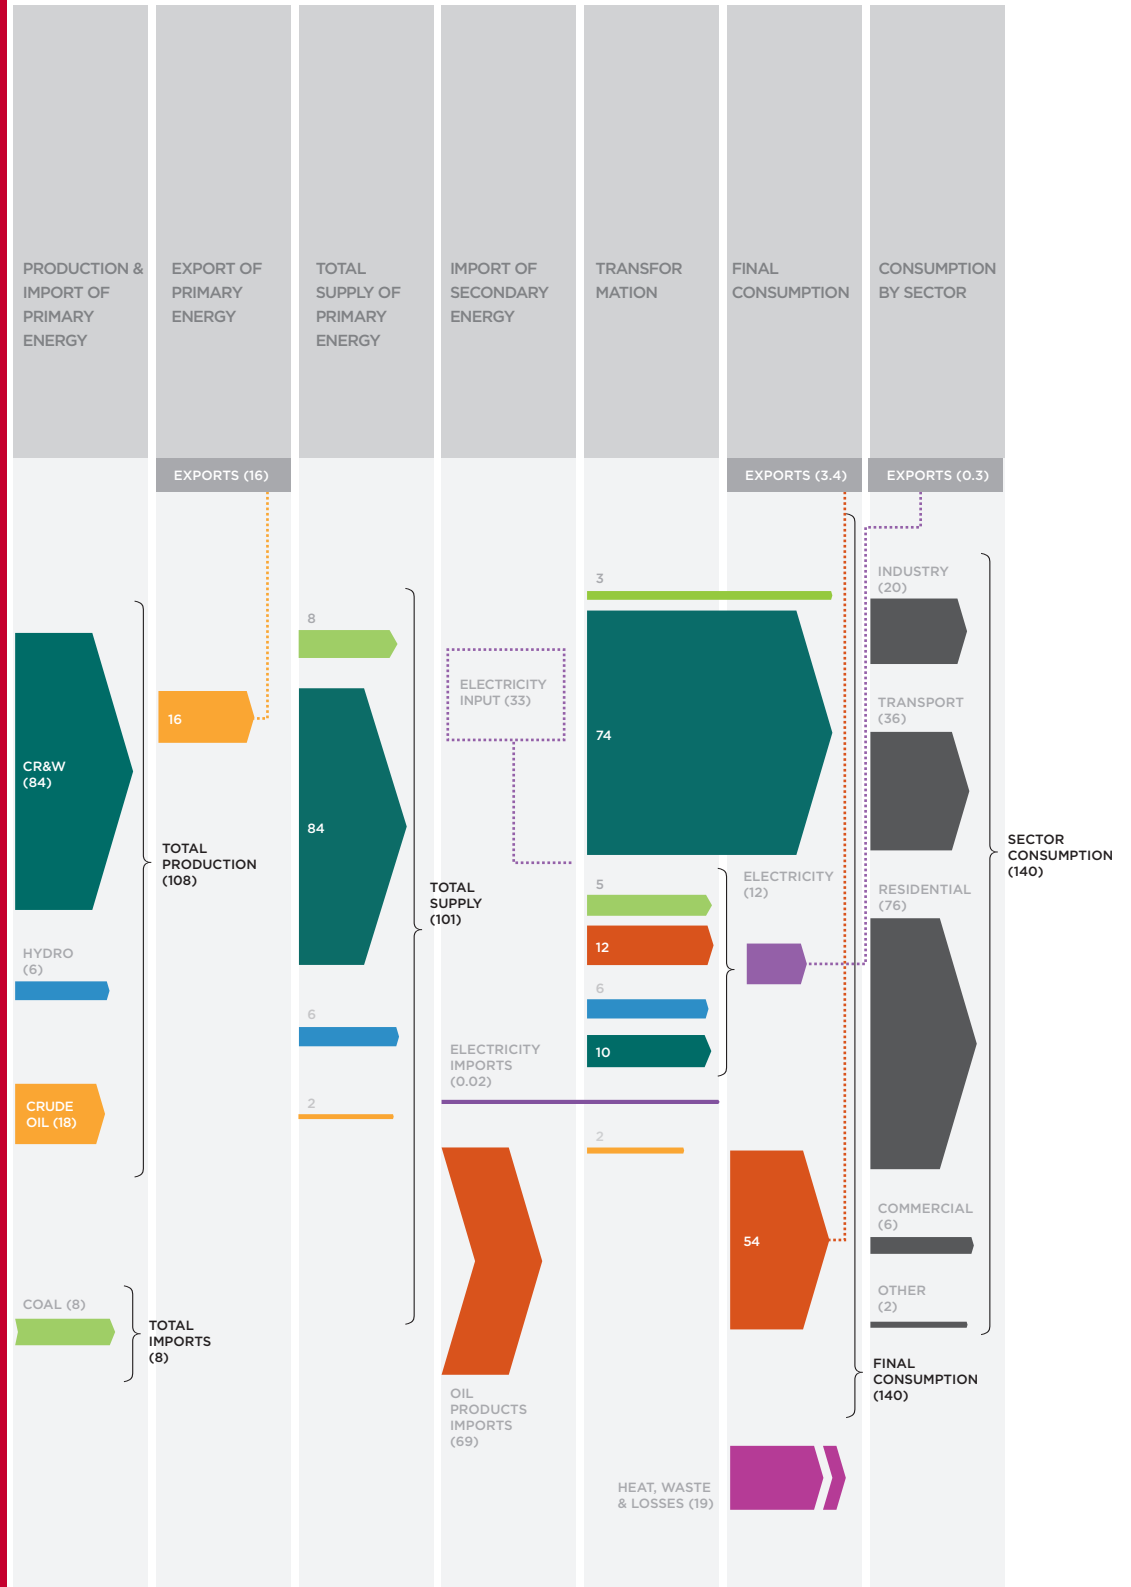 PRODUCTION &
IMPORT OF
PRIMARY
ENERGY
EXPORT OF
PRIMARY
ENERGY
TOTAL
SUPPLY OF
PRIMARY
ENERGY
IMPORT OF
SECONDARY
ENERGY
TRANSFOR
MATION
FINAL
CONSUMPTION
CONSUMPTION
BY SECTOR
EXPORTS (16)
EXPORTS (3.4)
EXPORTS (0.3)
CR&W
(84)
HYDRO
(6)
CRUDE
OIL (18)
TOTAL
PRODUCTION
(108)
COAL (8)
TOTAL
IMPORTS
(8)
16
8
84
6
2
TOTAL
SUPPLY
(101)
ELECTRICITY
INPUT (33)
ELECTRICITY
IMPORTS
(0.02)
OIL
PRODUCTS
IMPORTS
(69)
3
74
5
12
6
10
2
ELECTRICITY
(12)
54
HEAT, WASTE
& LOSSES (19)
FINAL
CONSUMPTION
(140)
INDUSTRY
(20)
TRANSPORT
(36)
RESIDENTIAL
(76)
COMMERCIAL
(6)
OTHER
(2)
SECTOR
CONSUMPTION
(140)